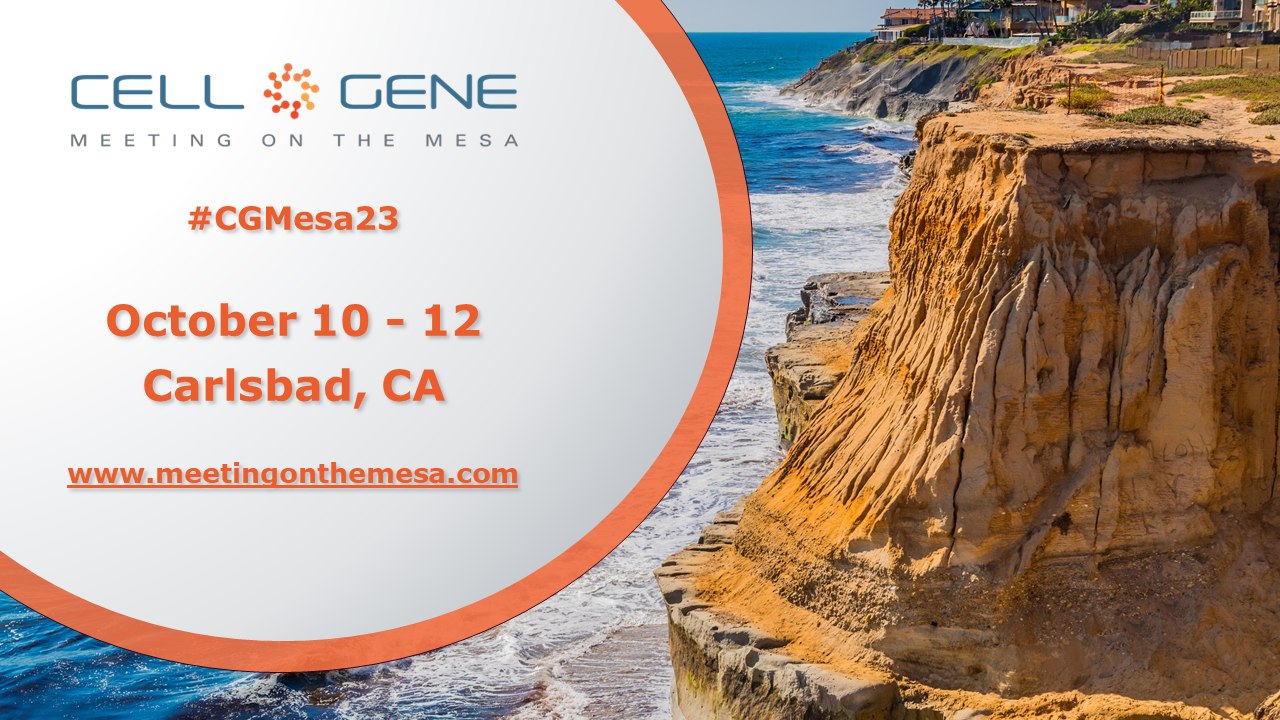 CELL GENE
MEETING ON THE MESA
#CGMesa23
October 10 - 12
Carlsbad, CA
www.meetingonthemesa.com